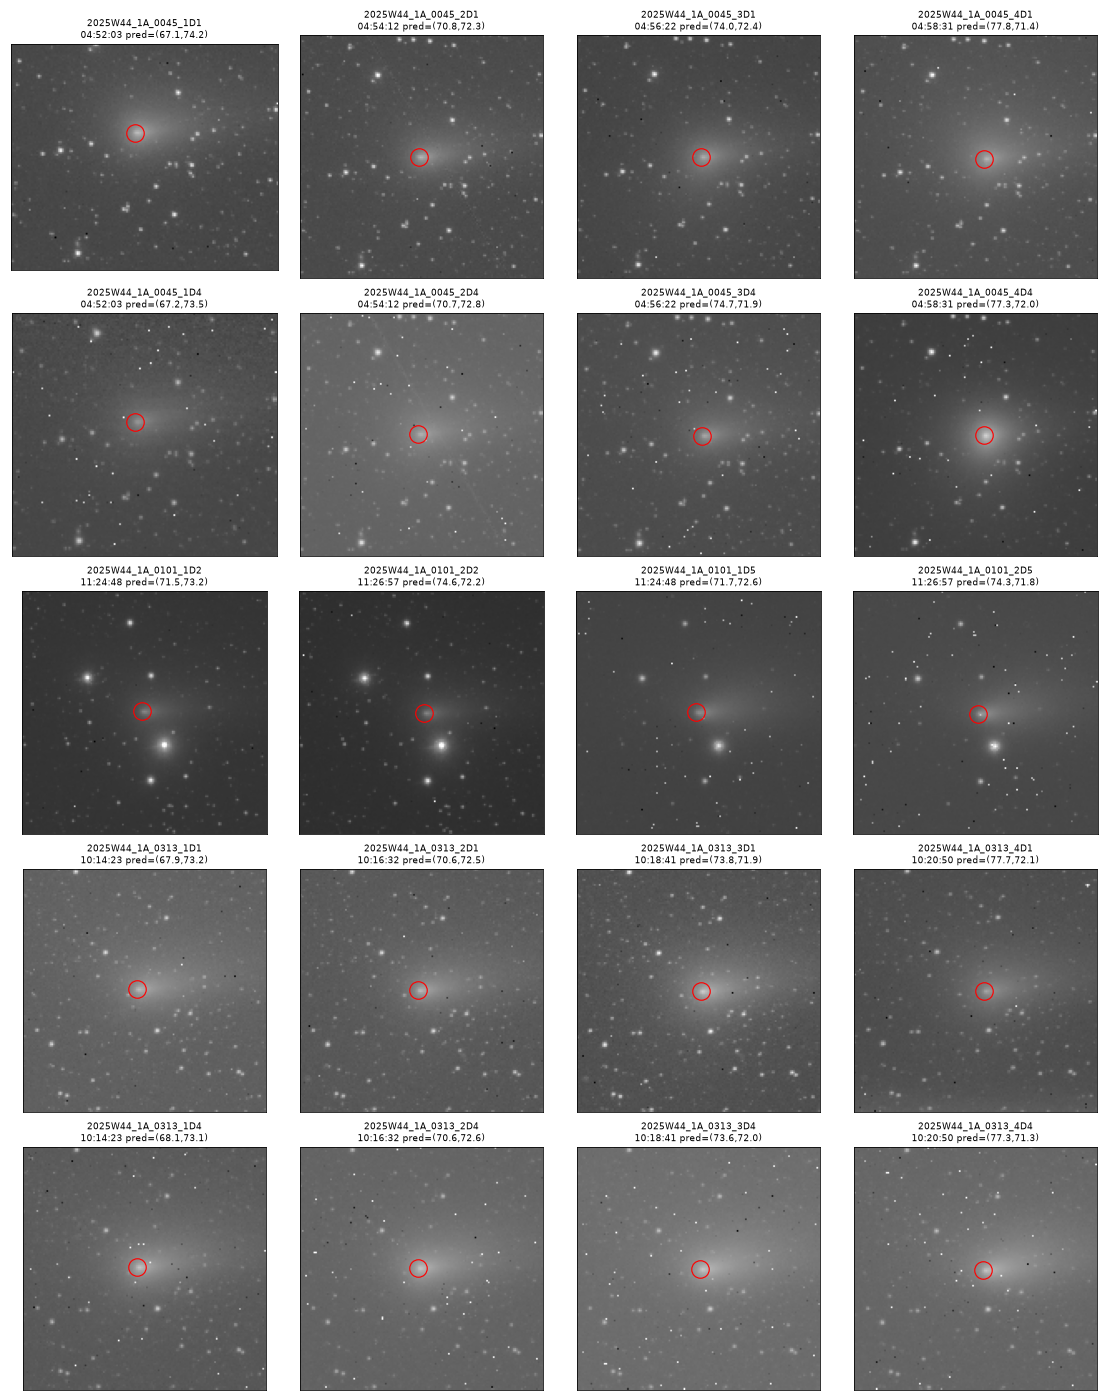 2025W44_1A_0045_1D1
04:52:03 pred=(67.1,74.2)
2025W44_1A_0045_2D1
04:54:12 pred=(70.8,72.3)
2025W44_1A_0045_3D1
04:56:22 pred=(74.0,72.4)
2025W44_1A_0045_4D1
04:58:31 pred=(77.8,71.4)
2025W44_1A_0045_1D4
04:52:03 pred=(67.2,73.5)
2025W44_1A_0045_2D4
04:54:12 pred=(70.7,72.8)
2025W44_1A_0045_3D4
04:56:22 pred=(74.7,71.9)
2025W44_1A_0045_4D4
04:58:31 pred=(77.3,72.0)
2025W44_1A_0101_1D2
11:24:48 pred=(71.5,73.2)
2025W44_1A_0101_2D2
11:26:57 pred=(74.6,72.2)
2025W44_1A_0101_1D5
11:24:48 pred=(71.7,72.6)
2025W44_1A_0101_2D5
11:26:57 pred=(74.3,71.8)
2025W44_1A_0313_1D1
10:14:23 pred=(67.9,73.2)
2025W44_1A_0313_2D1
10:16:32 pred=(70.6,72.5)
2025W44_1A_0313_3D1
10:18:41 pred=(73.8,71.9)
2025W44_1A_0313_4D1
10:20:50 pred=(77.7,72.1)
2025W44_1A_0313_1D4
10:14:23 pred=(68.1,73.1)
2025W44_1A_0313_2D4
10:16:32 pred=(70.6,72.6)
2025W44_1A_0313_3D4
10:18:41 pred=(73.6,72.0)
2025W44_1A_0313_4D4
10:20:50 pred=(77.3,71.3)